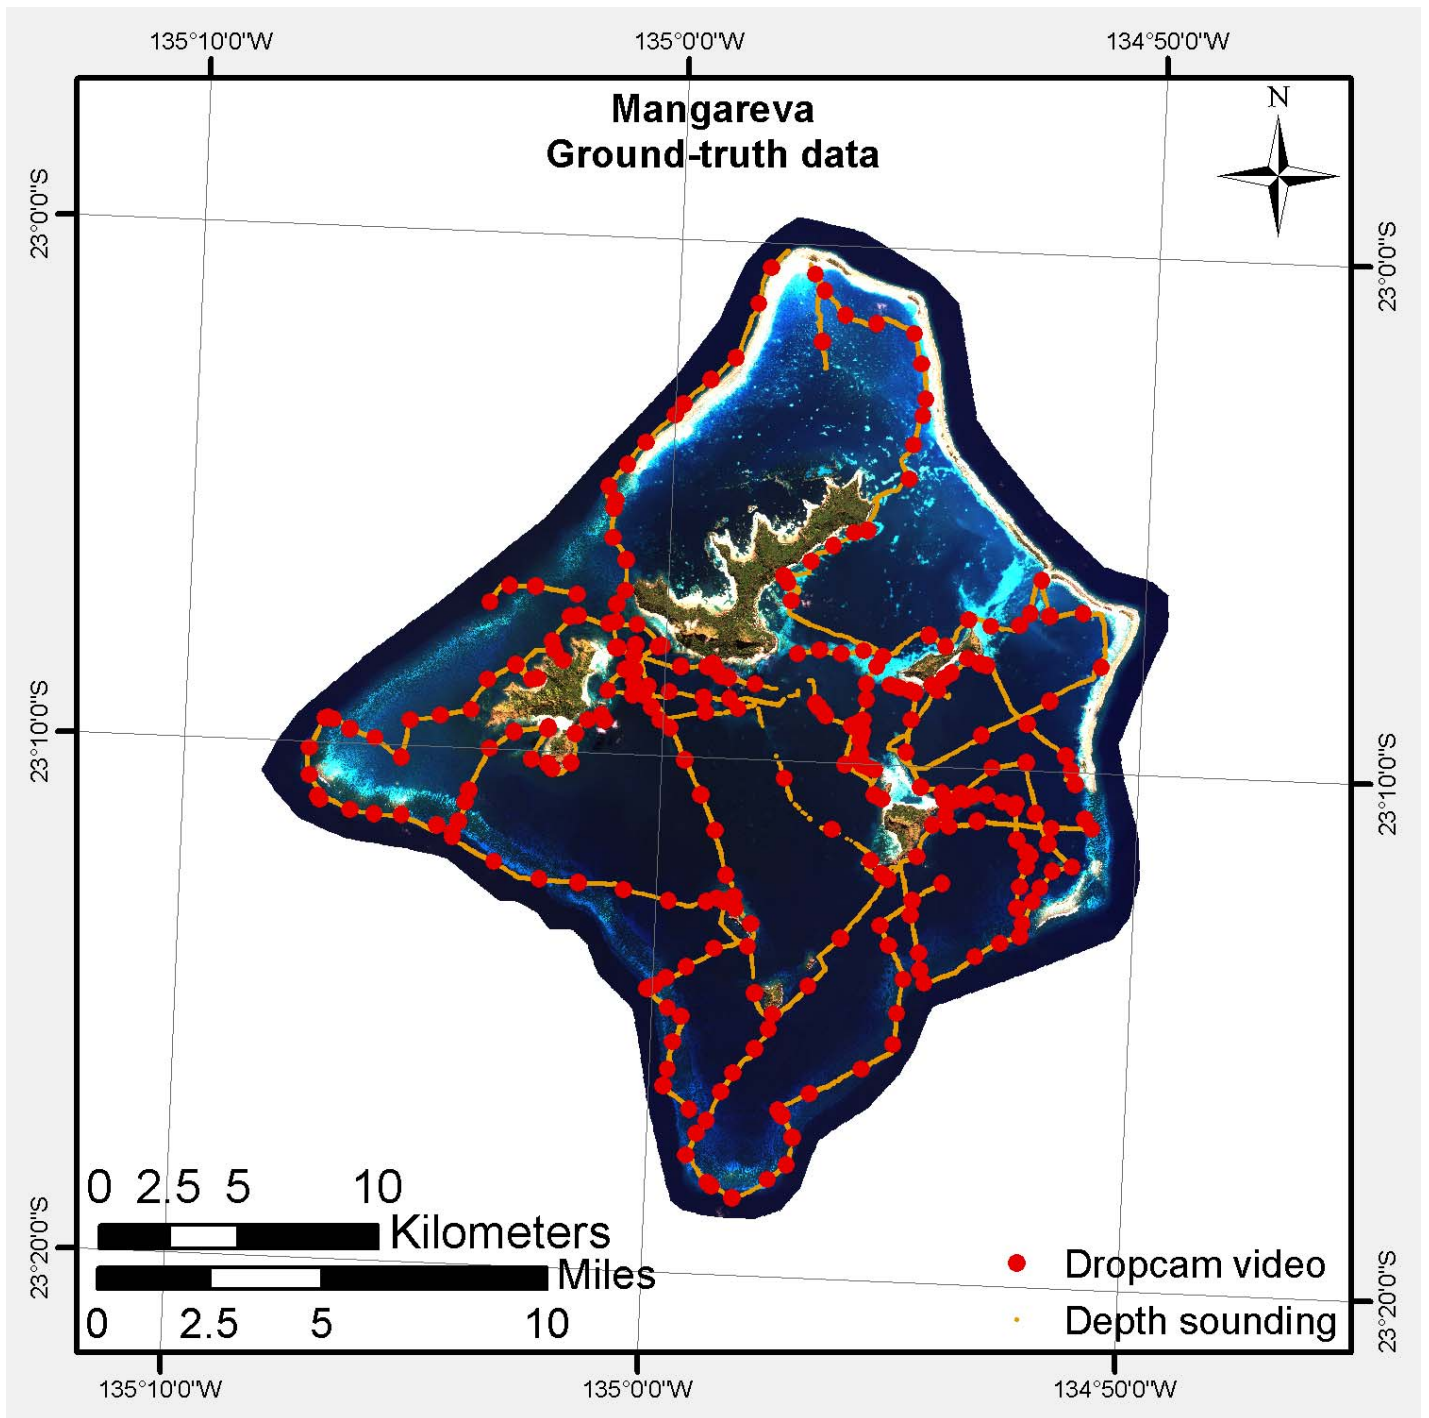 135°10'0"W 135°0'0"W 134°50'0"W
Mangareva
Ground-truth data
N
23°0'0"S
23°0'0"S
23°10'0"S
23°10'0"S
23°20'0"S
23°20'0"S
0 2.5 5 10
Kilometers
Miles
0 2.5 5 10
Dropcam video
Depth sounding
135°10'0"W 135°0'0"W 134°50'0"W